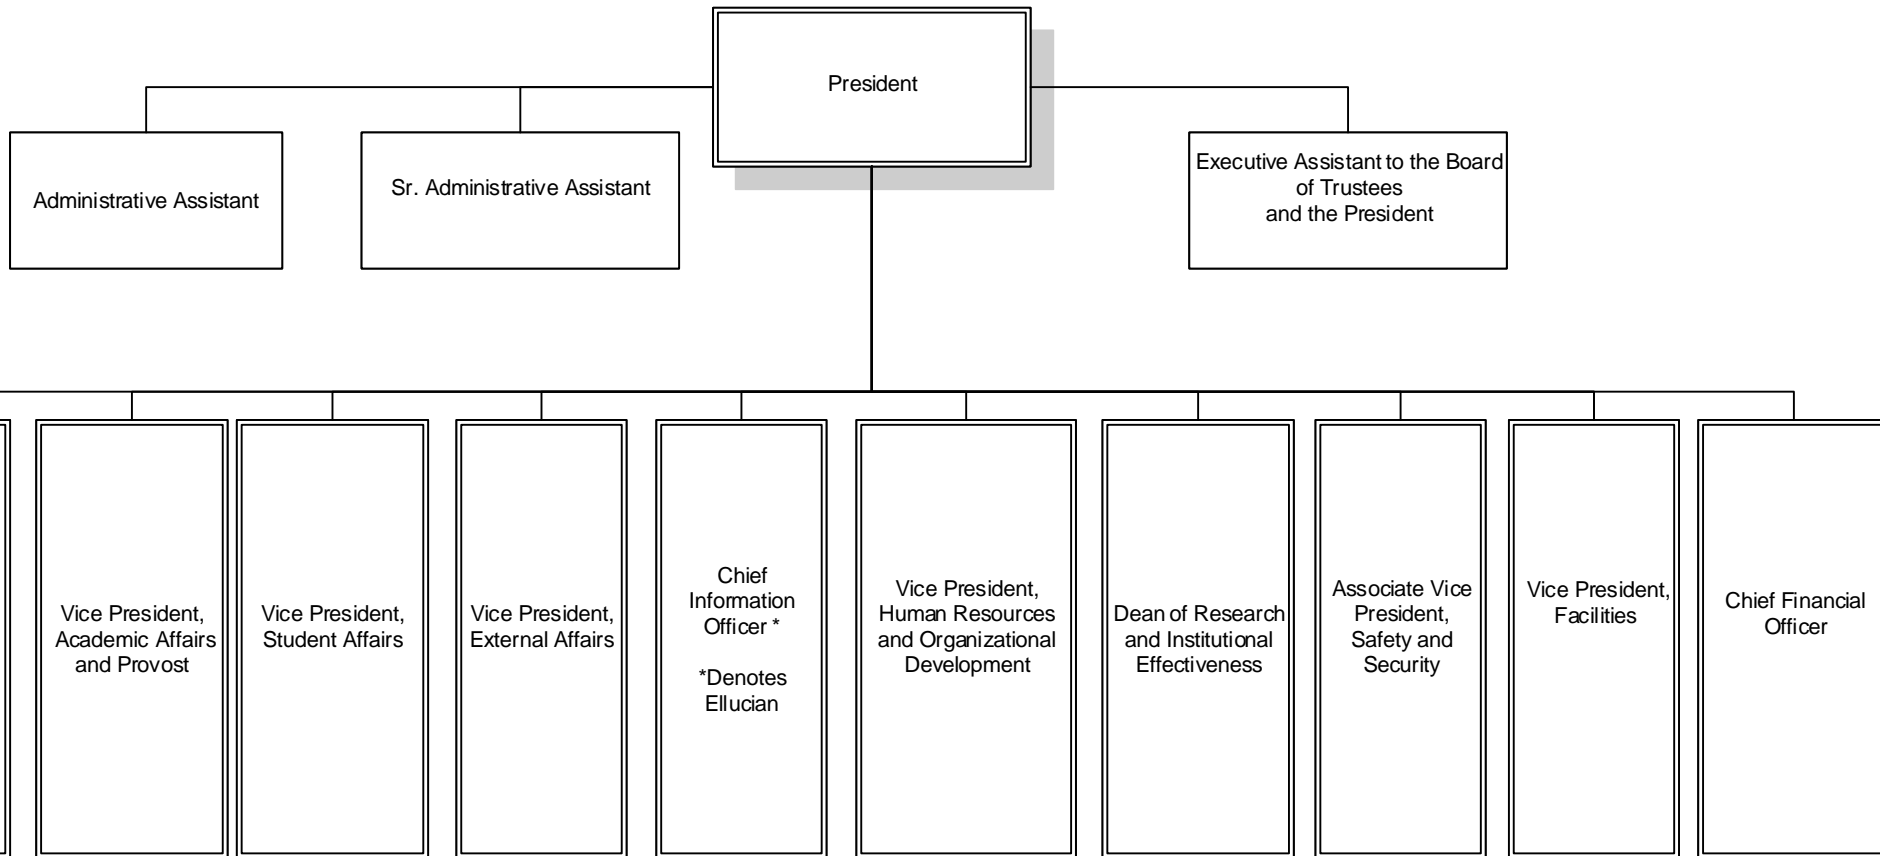 President
Administrative Assistant
Sr. Administrative Assistant
Executive Assistant to the Board
of Trustees
and the President
Vice President,
Academic Affairs
and Provost
Vice President,
Student Affairs
Vice President,
External Affairs
Chief
Information
Officer *
*Denotes
Ellucian
Vice President,
Human Resources
and Organizational
Development
Dean of Research
and Institutional
Effectiveness
Associate Vice
President,
Safety and
Security
Vice President,
Facilities
Chief Financial
Officer